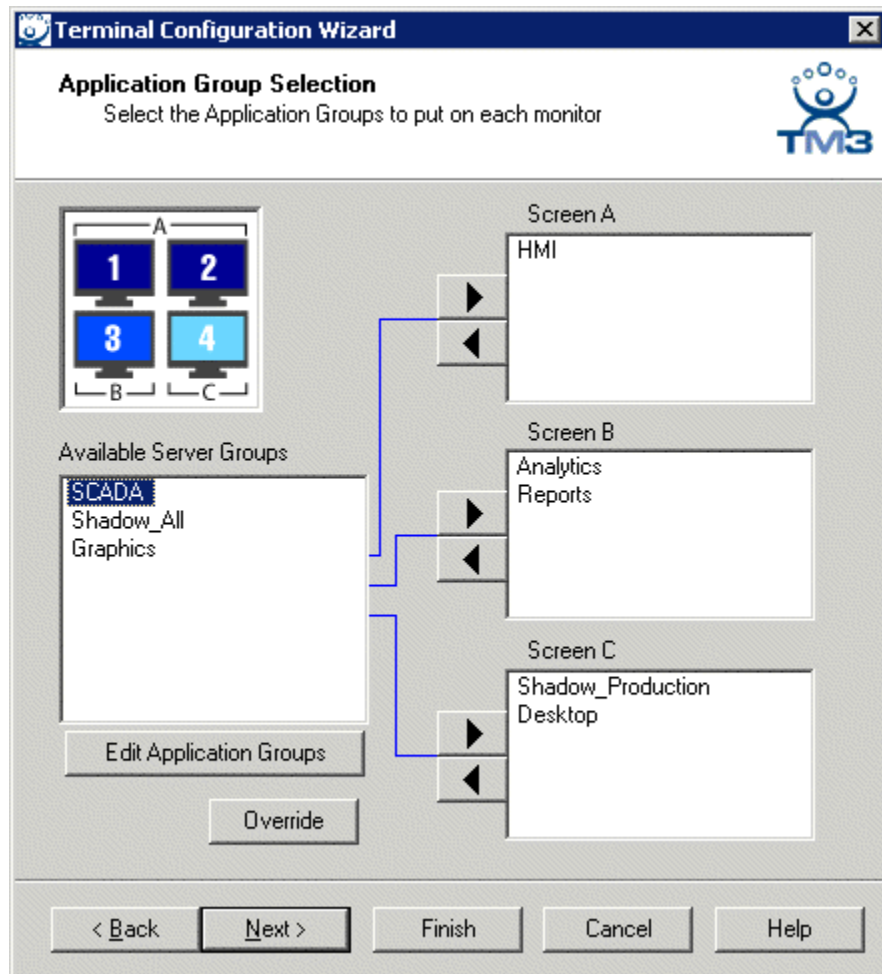 Terminal Configuration Wizard
Application Group Selection
Select the Application Groups to put on each monitor
TM3
A
1 2
3 4
B C
Screen A
HMI
Available Server Groups
SCADA
Shadow_All
Graphics
Screen B
Analytics
Reports
Screen C
Shadow_Production
Desktop
Edit Application Groups
Override
< Back Next > Finish Cancel Help